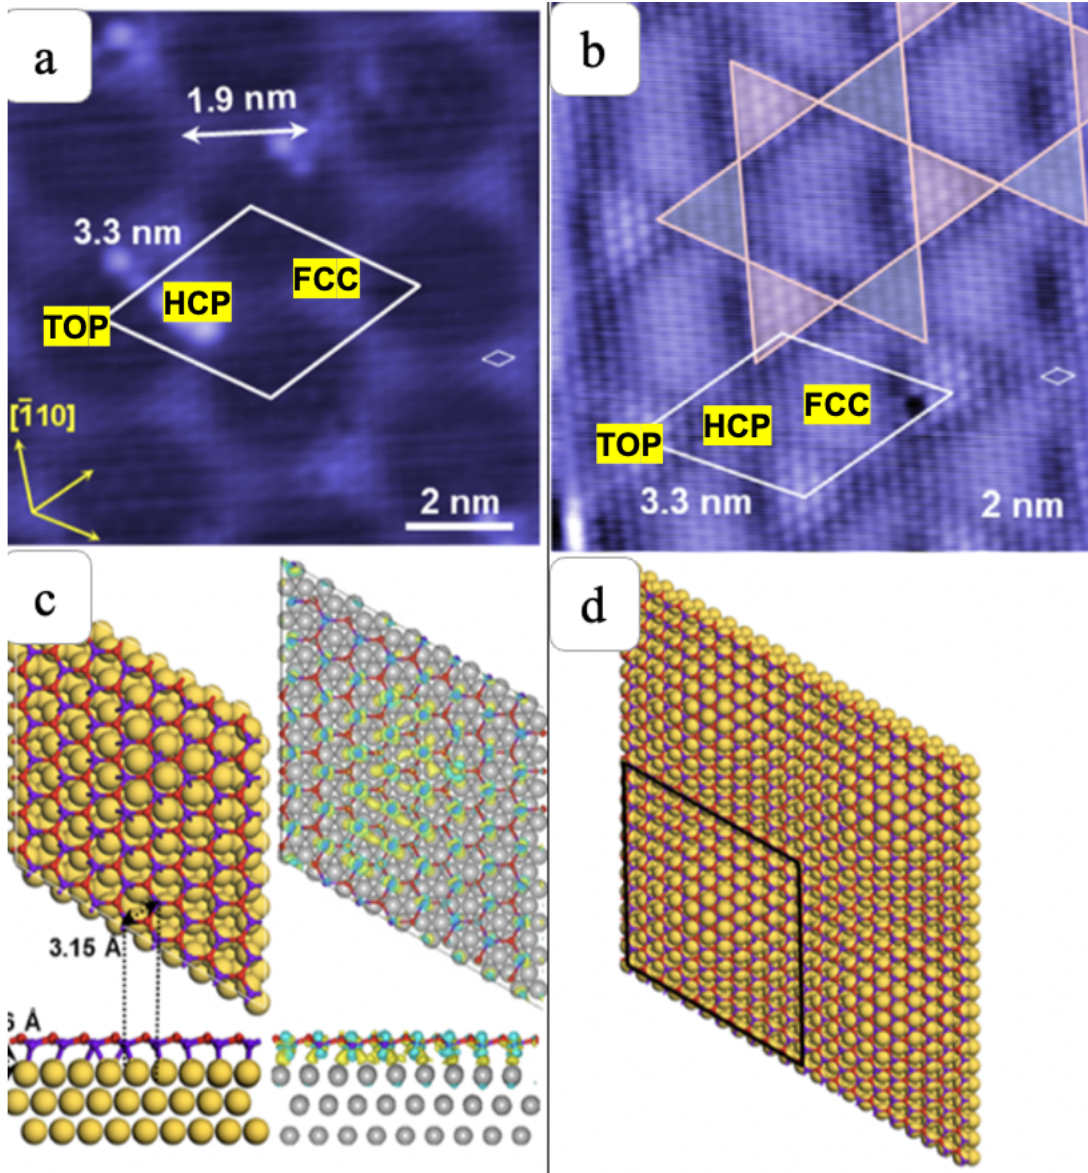 a
1.9 nm
3.3 nm
FCC
HCP
TOP
[1̄10]
2 nm
b
FCC
HCP
TOP
3.3 nm
2 nm
c
3.15 Å
6 Å
d